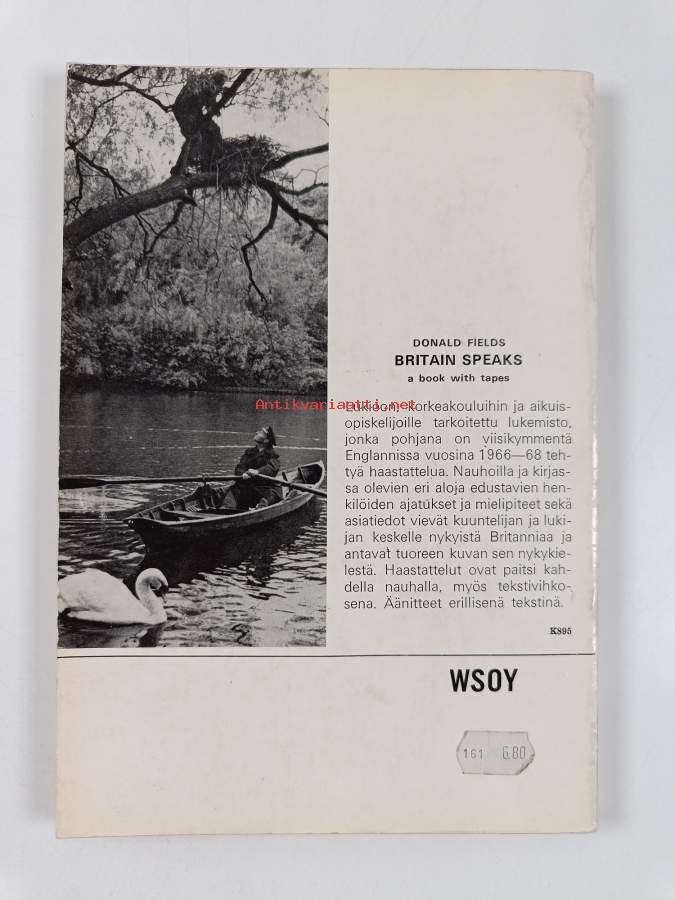 DONALD FIELDS
BRITAIN SPEAKS
a book with tapes
Antikvariaatti.net
Lukioon, korkeakouluihin ja aikuis-
opiskelijoille tarkoitettu lukemisto,
jonka pohjana on viisikymmentä
Englannissa vuosina 1966—68 teh-
tyä haastattelua. Nauhoilla ja kirjas-
sa olevien eri aloja edustavien hen-
kilöiden ajatukset ja mielipiteet sekä
asiatiedot vievät kuuntelijan ja luki-
jan keskelle nykyistä Britanniaa ja
antavat tuoreen kuvan sen nykykie-
lestä. Haastattelut ovat paitsi kah-
della nauhalla, myös tekstivihko-
sena. Äänitteet erillisenä tekstinä.
K895
WSOY
161 6.80